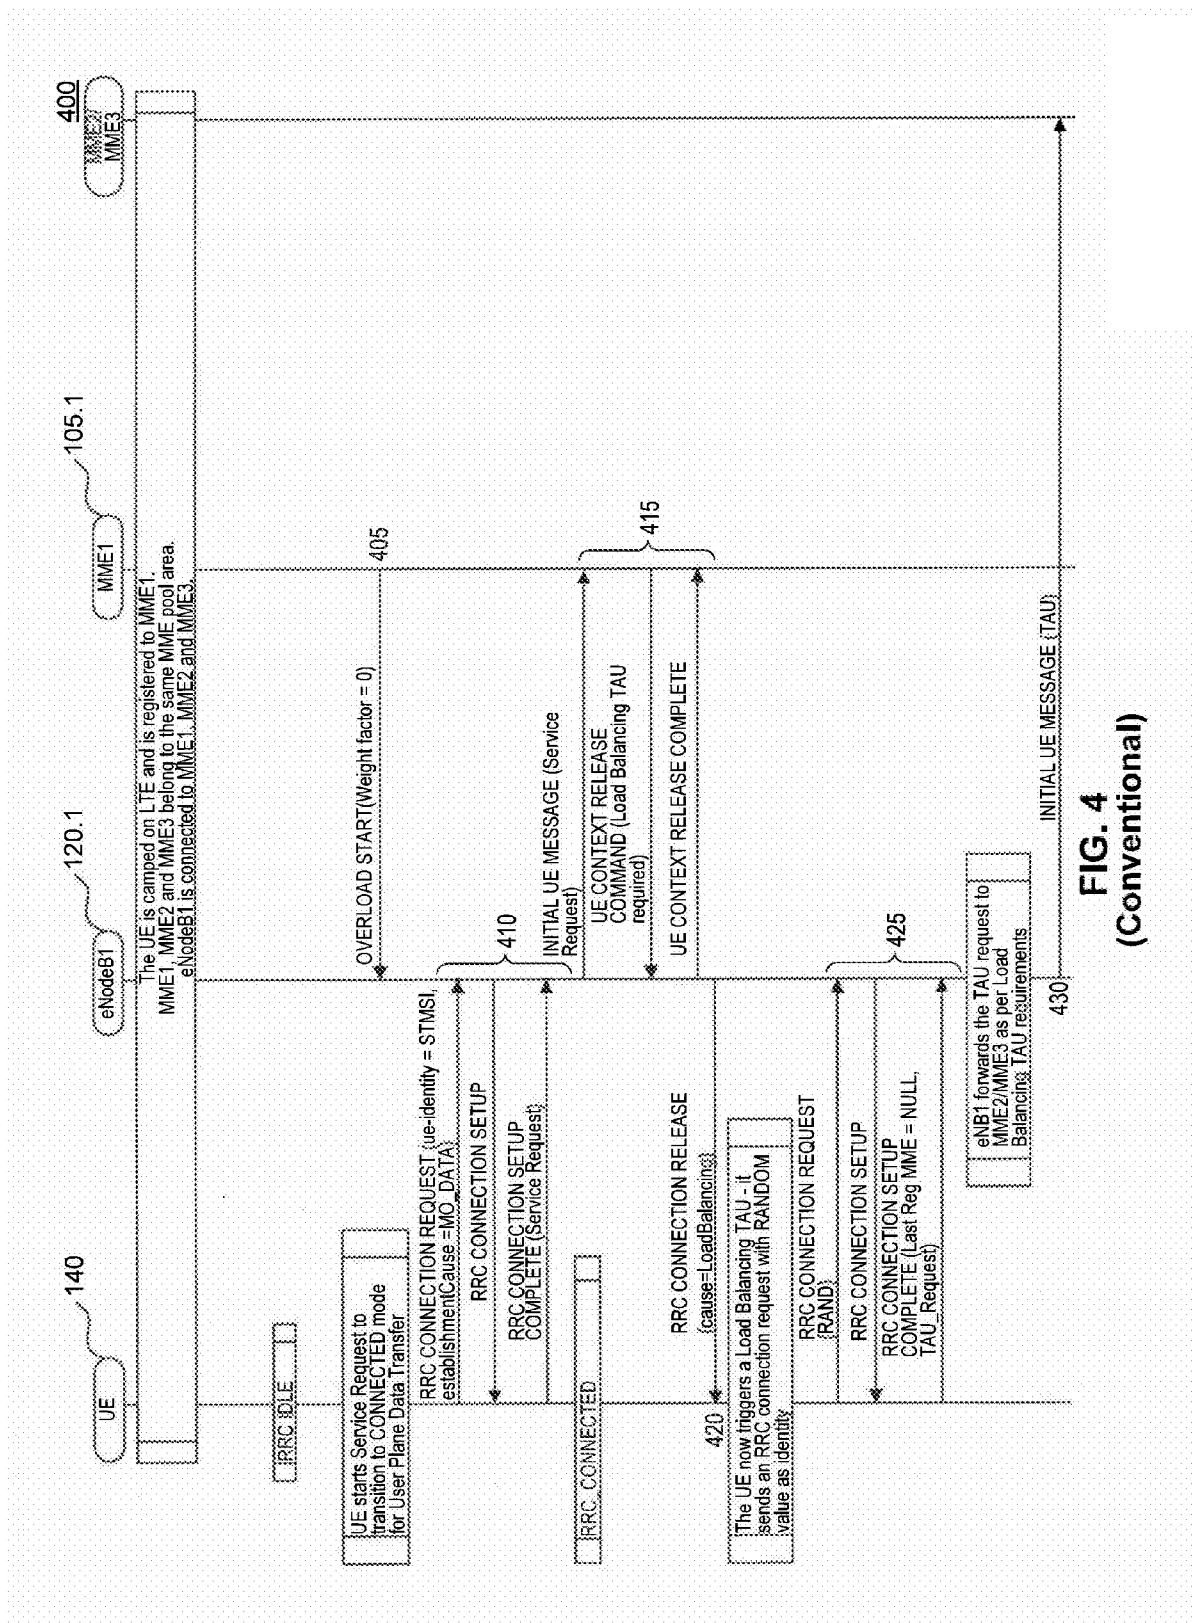 400
140
120.1
105.1
UE
eNodeB1
MME1
MME2/
MME3
The UE is camped on LTE and is registered to MME1.
MME1, MME2 and MME3 belong to the same MME pool area.
eNodeB1 is connected to MME1, MME2 and MME3.
RRC IDLE
UE starts Service Request to
transition to CONNECTED mode
for User Plane Data Transfer
OVERLOAD START(Weight factor = 0)
405
RRC CONNECTION REQUEST (ue-identity = STMSI,
establishmentCause =MO_DATA)
RRC CONNECTION SETUP
RRC CONNECTION SETUP
COMPLETE (Service Request)
410
INITIAL UE MESSAGE (Service
Request)
RRC_CONNECTED
UE CONTEXT RELEASE
COMMAND (Load Balancing TAU
required)
415
UE CONTEXT RELEASE COMPLETE
RRC CONNECTION RELEASE
(cause=LoadBalancing)
420
The UE now triggers a Load Balancing TAU - it
sends an RRC connection request with RANDOM
value as identity
RRC CONNECTION REQUEST
(RAND)
RRC CONNECTION SETUP
RRC CONNECTION SETUP
COMPLETE (Last Reg MME = NULL,
TAU_Request)
425
eNB1 forwards the TAU request to
MME2/MME3 as per Load
Balancing TAU requirements
INITIAL UE MESSAGE (TAU)
430
FIG. 4
(Conventional)